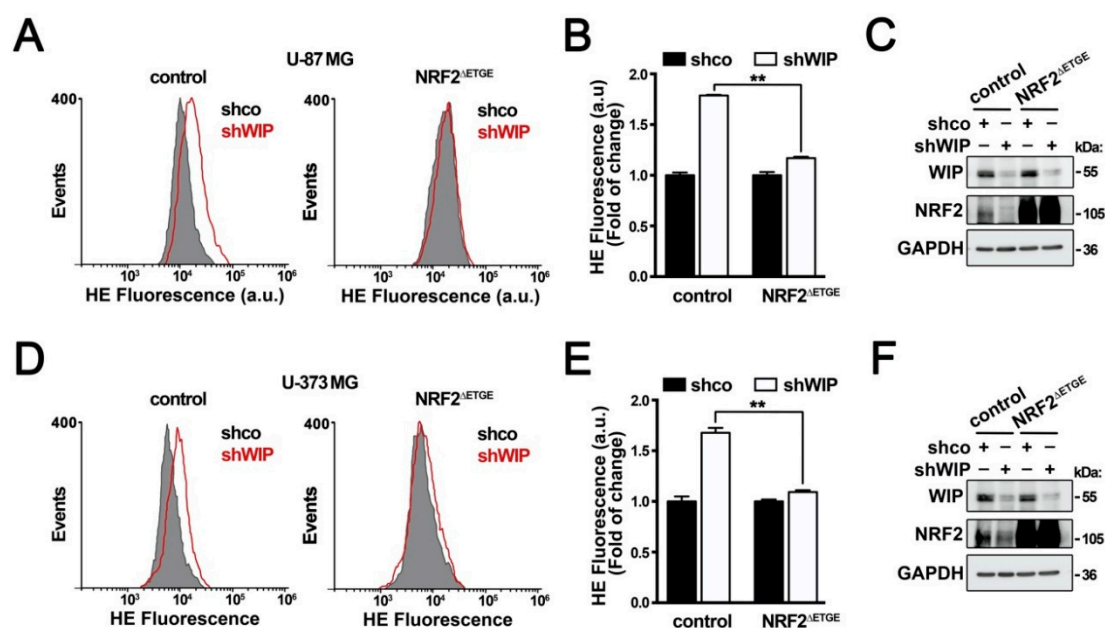 A
U-87 MG
control
NRF2ΔETGE
400
shco
shWIP
400
shco
shWIP
Events
Events
10³ 10⁴ 10⁵ 10⁶
10³ 10⁴ 10⁵ 10⁶
HE Fluorescence (a.u.)
HE Fluorescence (a.u.)
B
shco shWIP
**
HE Fluorescence (a.u
(Fold of change)
2.0
1.5
1.0
0.5
0.0
control NRF2ΔETGE
C
control NRF2ΔETGE
shco + – + –
shWIP – + – + kDa:
WIP - 55
NRF2 - 105
GAPDH - 36
D
U-373 MG
control
NRF2ΔETGE
400
shco
shWIP
400
shco
shWIP
Events
Events
10³ 10⁴ 10⁵ 10⁶
10³ 10⁴ 10⁵ 10⁶
HE Fluorescence
HE Fluorescence
E
shco shWIP
**
HE Fluorescence (a.u.)
(Fold of change)
2.0
1.5
1.0
0.5
0.0
control NRF2ΔETGE
F
control NRF2ΔETGE
shco + – + –
shWIP – + – + kDa:
WIP - 55
NRF2 - 105
GAPDH - 36